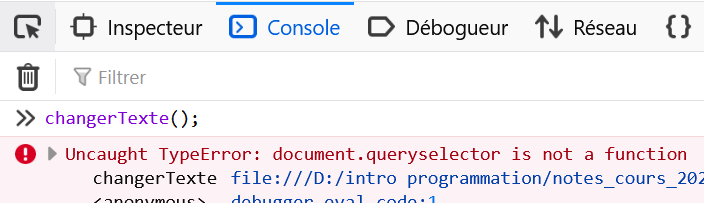 Inspecteur Console Débogueur Réseau {}
Filtrer
>> changerTexte();
Uncaught TypeError: document.queryselector is not a function
changerTexte file:///D:/intro programmation/notes_cours_202
<anonymous> debugger eval code:1